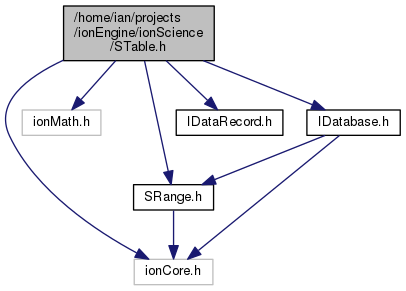 /home/ian/projects
/ionEngine/ionScience
/STable.h
ionMath.h
IDataRecord.h
IDatabase.h
SRange.h
ionCore.h